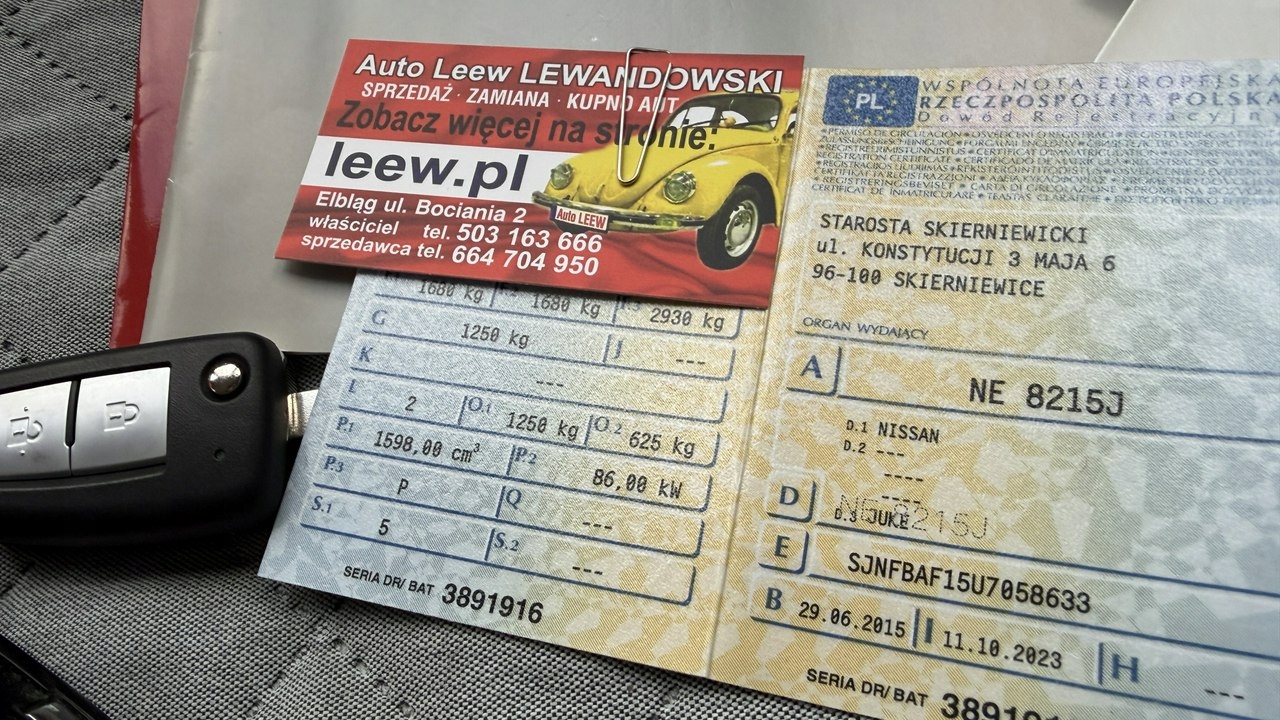 Auto Leew LEWANDOWSKI
SPRZEDAŻ · ZAMIANA · KUPNO AUT
Zobacz więcej na stronie:
leew.pl
Elbląg ul. Bociania 2
właściciel tel. 503 163 666
sprzedawca tel. 664 704 950
Auto LEEW
1680 kg 1680 kg 2930 kg
G 1250 kg J ---
K ---
L 2 O.1 1250 kg O.2 625 kg
P.1 1598,00 cm³ P.2 86,00 kW
P.3 P Q ---
S.1 5 S.2 ---
SERIA DR/ BAT 3891916
PL
WSPÓLNOTA EUROPEJSKA
RZECZPOSPOLITA POLSKA
Dowód Rejestracyjny
STAROSTA SKIERNIEWICKI
ul. KONSTYTUCJI 3 MAJA 6
96-100 SKIERNIEWICE
ORGAN WYDAJĄCY
A NE 8215J
D.1 NISSAN
D.2 ---
----
D D.3 JUKE
NE 8215J
E SJNFBAF15U7058633
B 29.06.2015 I 11.10.2023 H ---
SERIA DR/ BAT